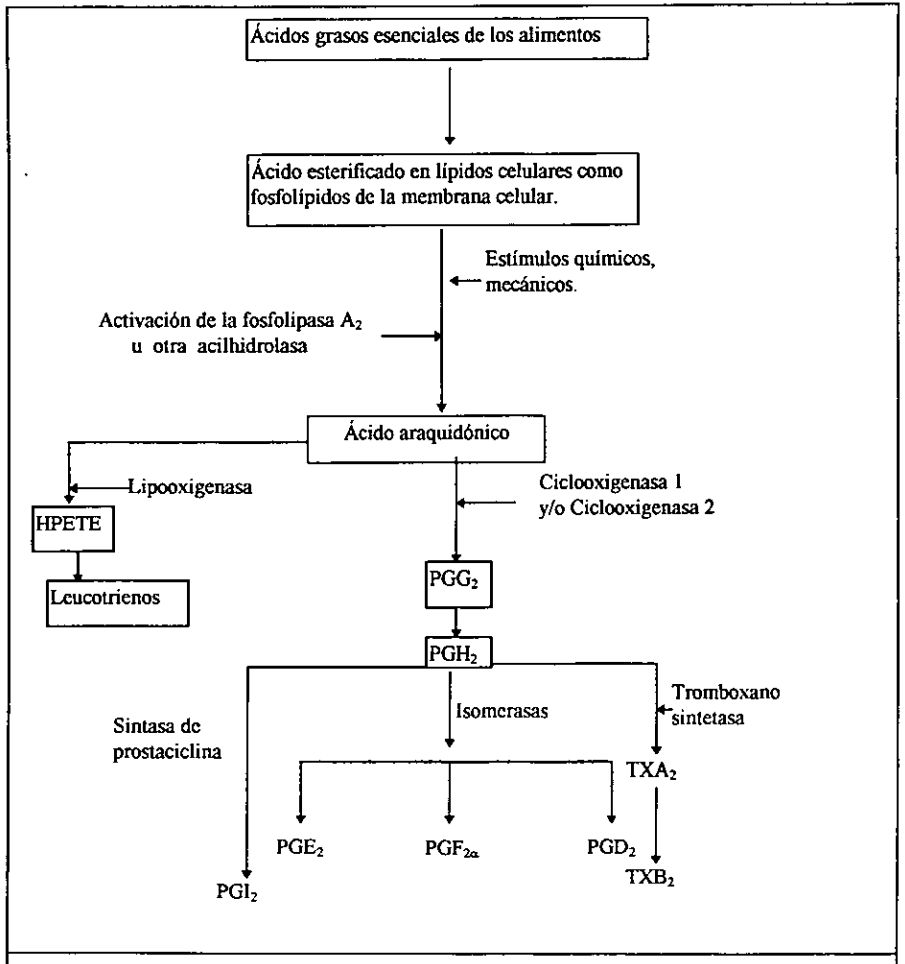 Ácidos grasos esenciales de los alimentos
Ácido esterificado en lípidos celulares como
fosfolípidos de la membrana celular.
Estímulos químicos,
mecánicos.
Activación de la fosfolipasa A₂
u otra acilhidrolasa
Ácido araquidónico
Lipooxigenasa
Ciclooxigenasa 1
y/o Ciclooxigenasa 2
HPETE
Leucotrienos
PGG₂
PGH₂
Sintasa de
prostaciclina
Isomerasas
Tromboxano
sintetasa
TXA₂
PGE₂
PGF₂α
PGD₂
TXB₂
PGI₂